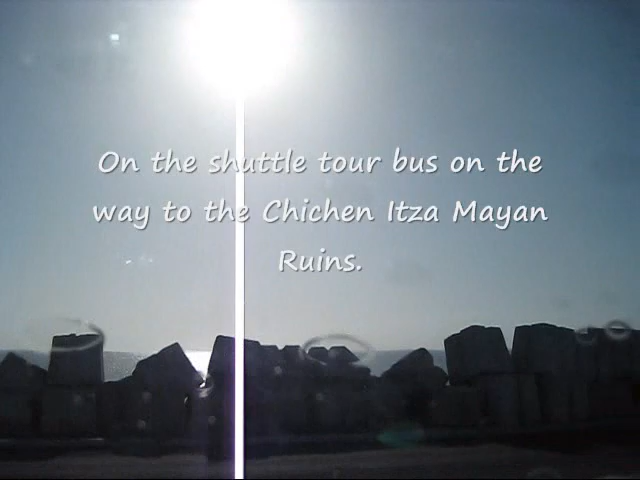 On the shuttle tour bus on the
way to the Chichen Itza Mayan
Ruins.